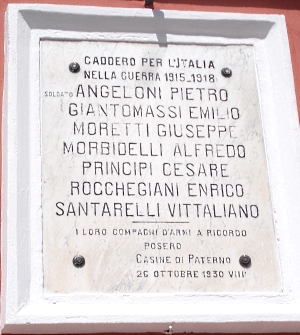 CADDERO PER L'ITALIA
NELLA GUERRA 1915-1918
SOLDATO ANGELONI PIETRO
GIANTOMASSI EMILIO
MORETTI GIUSEPPE
MORBIDELLI ALFREDO
PRINCIPI CESARE
ROCCHEGIANI ENRICO
SANTARELLI VITTALIANO
I LORO COMPAGNI D'ARMI A RICORDO
POSERO
CASINE DI PATERNO
26 OTTOBRE 1930 VIII°